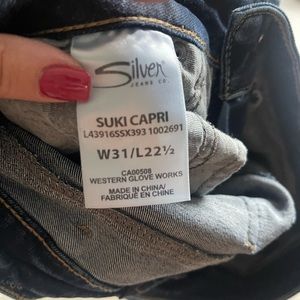 Silver
JEANS CO.
SUKI CAPRI
L43916SSX393 1002691
W31/L22½
CA00508
WESTERN GLOVE WORKS
MADE IN CHINA/
FABRIQUÉ EN CHINE